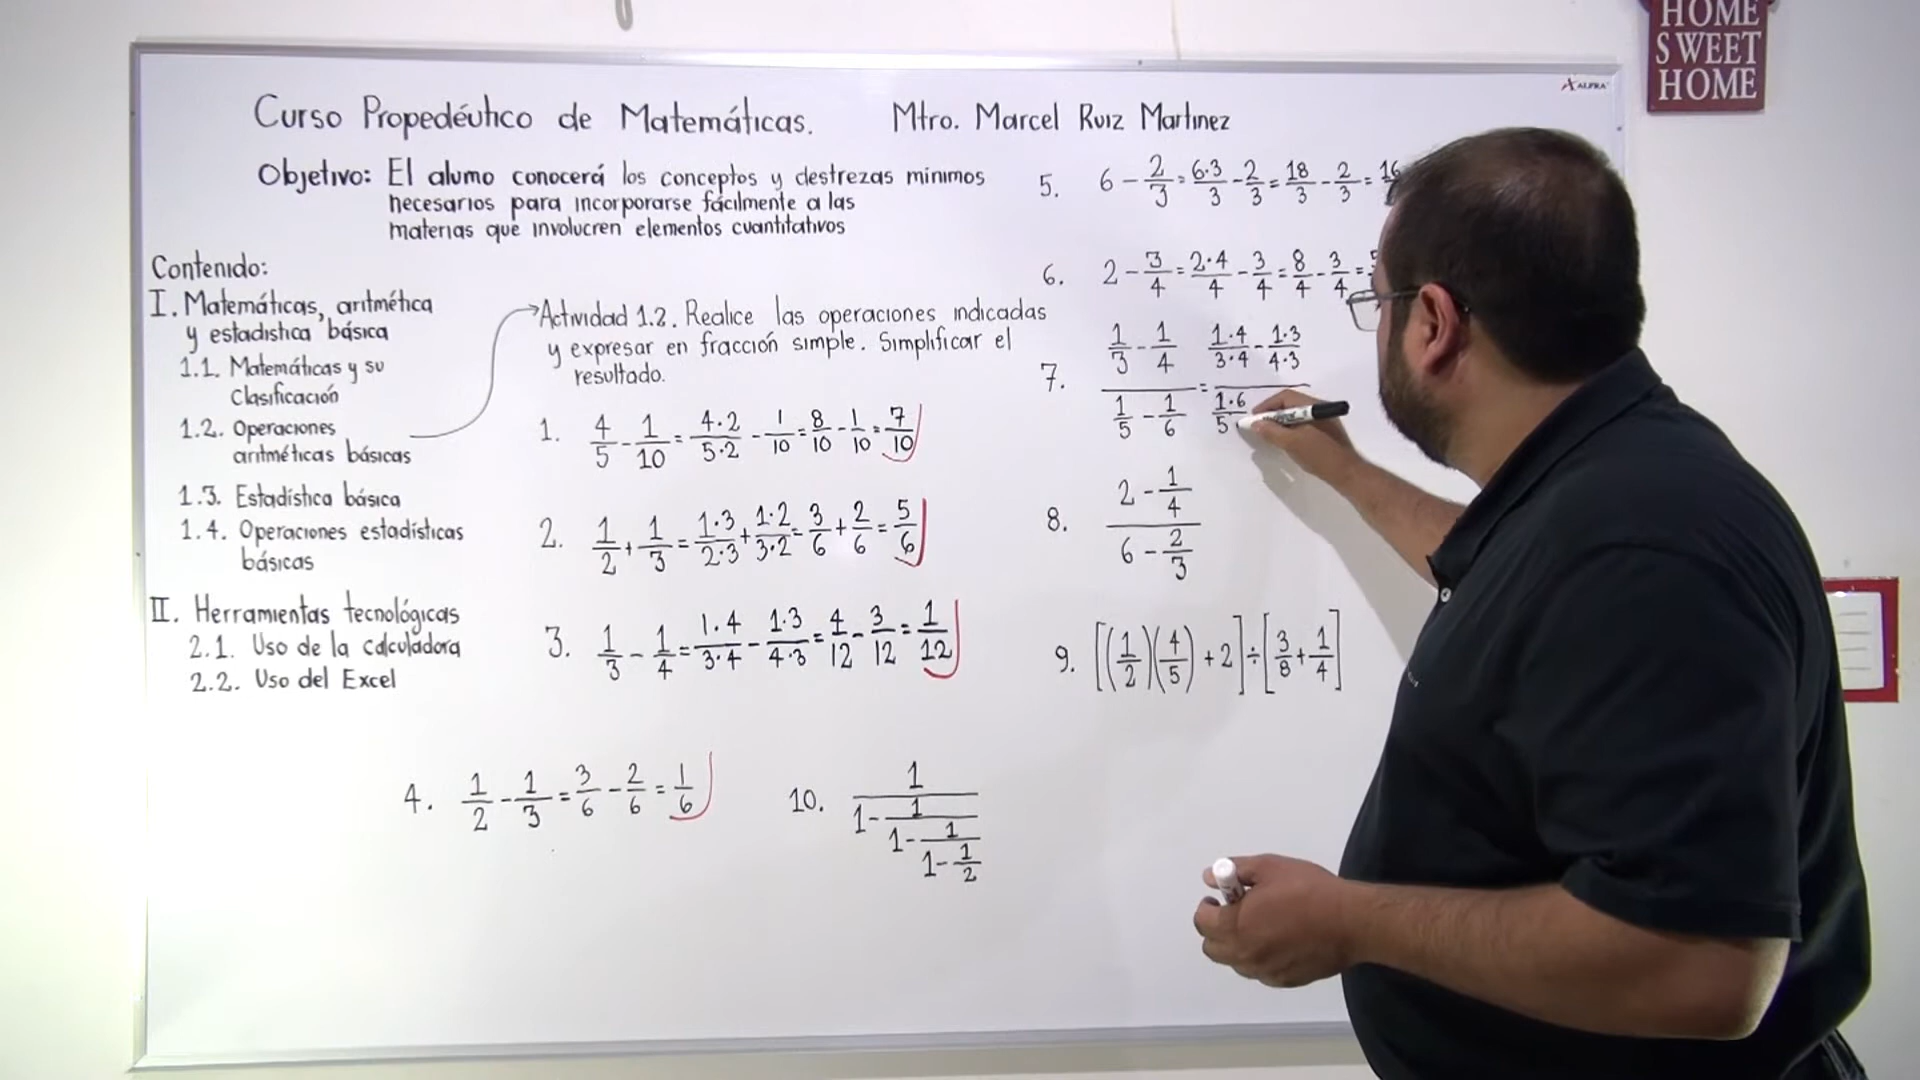 HOME
SWEET
HOME
ALFRA
Curso Propedéutico de Matemáticas. Mtro. Marcel Ruiz Martinez
Objetivo: El alumo conocerá los conceptos y destrezas minimos
necesarios para incorporarse fácilmente a las
materias que involucren elementos cuantitativos
Contenido:
I. Matemáticas, aritmética
y estadistica básica
1.1. Matemáticas y su
Clasificación
1.2. Operaciones
aritméticas básicas
1.3. Estadística básica
1.4. Operaciones estadísticas
básicas
II. Herramientas tecnológicas
2.1. Uso de la calculadora
2.2. Uso del Excel
Actividad 1.2. Realice las operaciones indicadas
y expresar en fracción simple. Simplificar el
resultado.
1. 4/5 - 1/10 = 4·2/5·2 - 1/10 = 8/10 - 1/10 = 7/10
2. 1/2 + 1/3 = 1·3/2·3 + 1·2/3·2 = 3/6 + 2/6 = 5/6
3. 1/3 - 1/4 = 1·4/3·4 - 1·3/4·3 = 4/12 - 3/12 = 1/12
4. 1/2 - 1/3 = 3/6 - 2/6 = 1/6
5. 6 - 2/3 = 6·3/3 - 2/3 = 18/3 - 2/3 = 16
6. 2 - 3/4 = 2·4/4 - 3/4 = 8/4 - 3/4 =
7. (1/3 - 1/4)/(1/5 - 1/6) = (1·4/3·4 - 1·3/4·3)/(1·6/5
8. (2 - 1/4)/(6 - 2/3)
9. [(1/2)(4/5) + 2] ÷ [3/8 + 1/4]
10. 1/(1 - 1/(1 - 1/(1 - 1/2)))